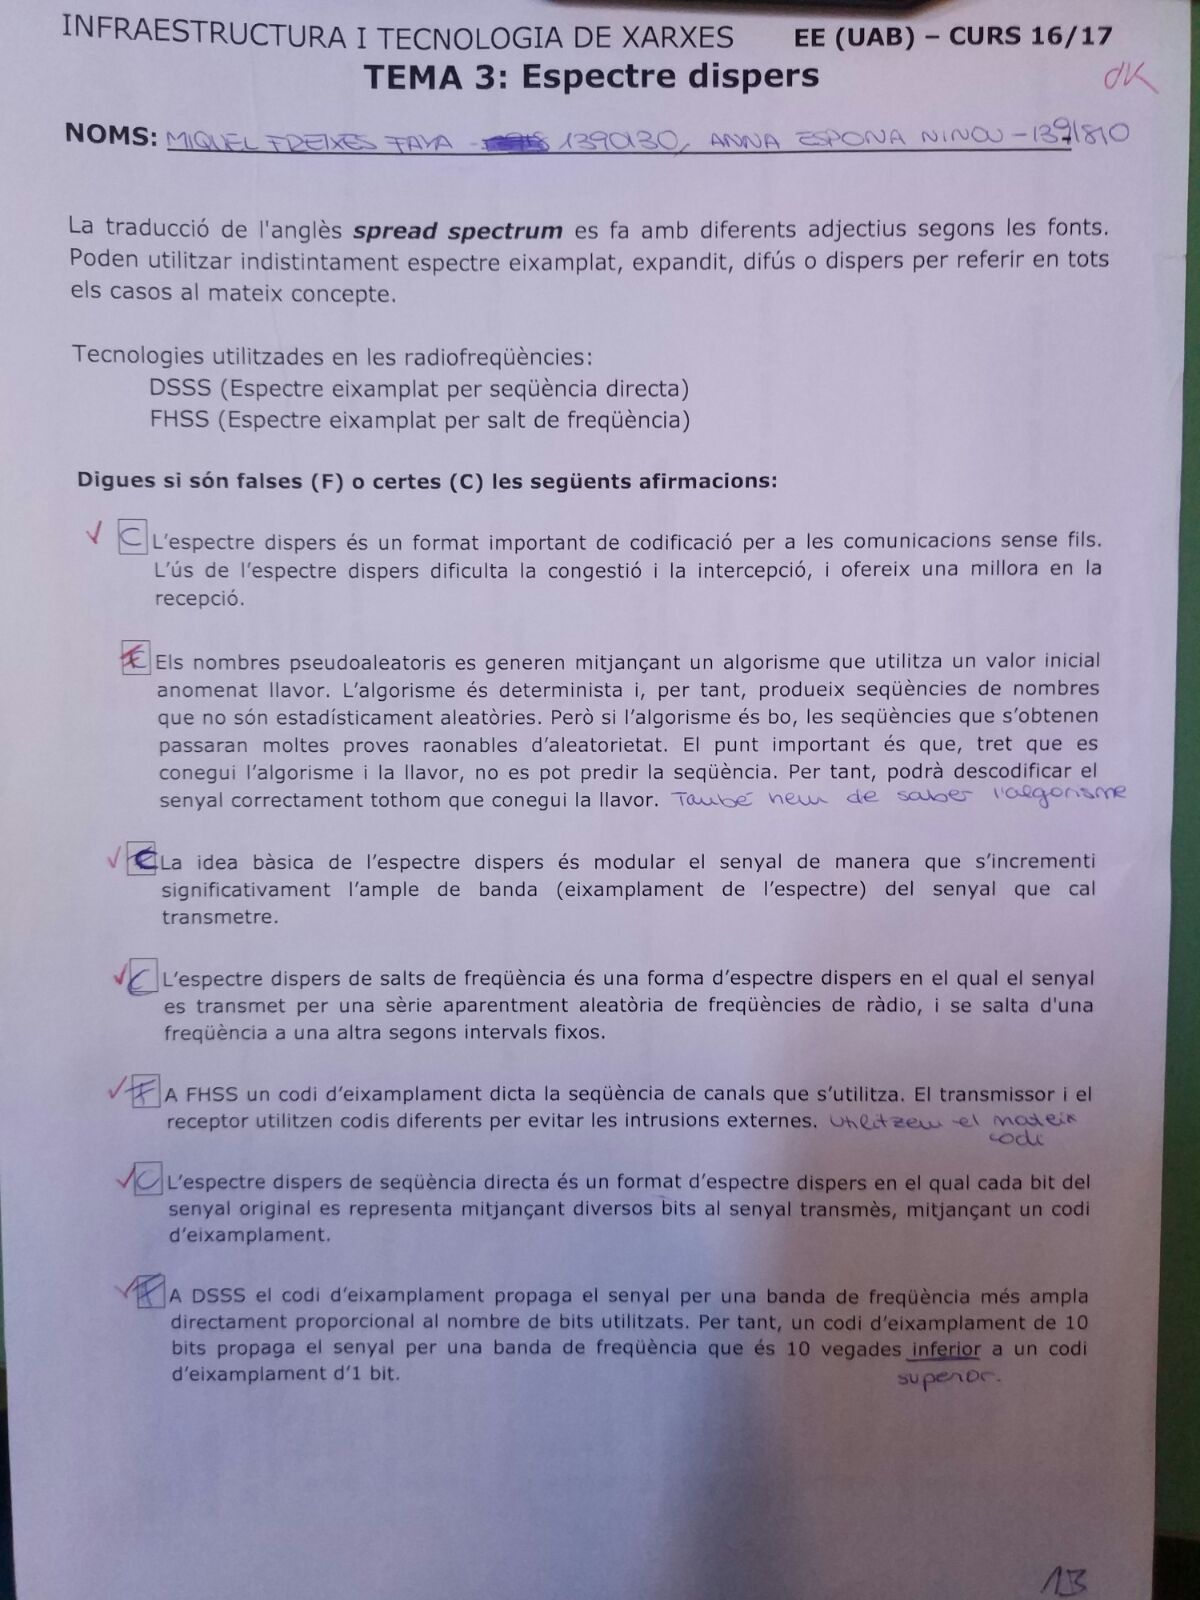 INFRAESTRUCTURA I TECNOLOGIA DE XARXES EE (UAB) – CURS 16/17
TEMA 3: Espectre dispers
OK
NOMS: MIQUEL FREIXES FAYA - 1390130, ANNA ESPONA NINOU - 1391810
La traducció de l'anglès spread spectrum es fa amb diferents adjectius segons les fonts.
Poden utilitzar indistintament espectre eixamplat, expandit, difús o dispers per referir en tots
els casos al mateix concepte.
Tecnologies utilitzades en les radiofreqüències:
DSSS (Espectre eixamplat per seqüència directa)
FHSS (Espectre eixamplat per salt de freqüència)
Digues si són falses (F) o certes (C) les següents afirmacions:
C L'espectre dispers és un format important de codificació per a les comunicacions sense fils.
L'ús de l'espectre dispers dificulta la congestió i la intercepció, i ofereix una millora en la
recepció.
Els nombres pseudoaleatoris es generen mitjançant un algorisme que utilitza un valor inicial
anomenat llavor. L'algorisme és determinista i, per tant, produeix seqüències de nombres
que no són estadísticament aleatòries. Però si l'algorisme és bo, les seqüències que s'obtenen
passaran moltes proves raonables d'aleatorietat. El punt important és que, tret que es
conegui l'algorisme i la llavor, no es pot predir la seqüència. Per tant, podrà descodificar el
senyal correctament tothom que conegui la llavor. També hem de saber l'algorisme
C La idea bàsica de l'espectre dispers és modular el senyal de manera que s'incrementi
significativament l'ample de banda (eixamplament de l'espectre) del senyal que cal
transmetre.
C L'espectre dispers de salts de freqüència és una forma d'espectre dispers en el qual el senyal
es transmet per una sèrie aparentment aleatòria de freqüències de ràdio, i se salta d'una
freqüència a una altra segons intervals fixos.
F A FHSS un codi d'eixamplament dicta la seqüència de canals que s'utilitza. El transmissor i el
receptor utilitzen codis diferents per evitar les intrusions externes. Utilitzem el mateix
codi
C L'espectre dispers de seqüència directa és un format d'espectre dispers en el qual cada bit del
senyal original es representa mitjançant diversos bits al senyal transmès, mitjançant un codi
d'eixamplament.
F A DSSS el codi d'eixamplament propaga el senyal per una banda de freqüència més ampla
directament proporcional al nombre de bits utilitzats. Per tant, un codi d'eixamplament de 10
bits propaga el senyal per una banda de freqüència que és 10 vegades inferior a un codi
d'eixamplament d'1 bit. superior.
13